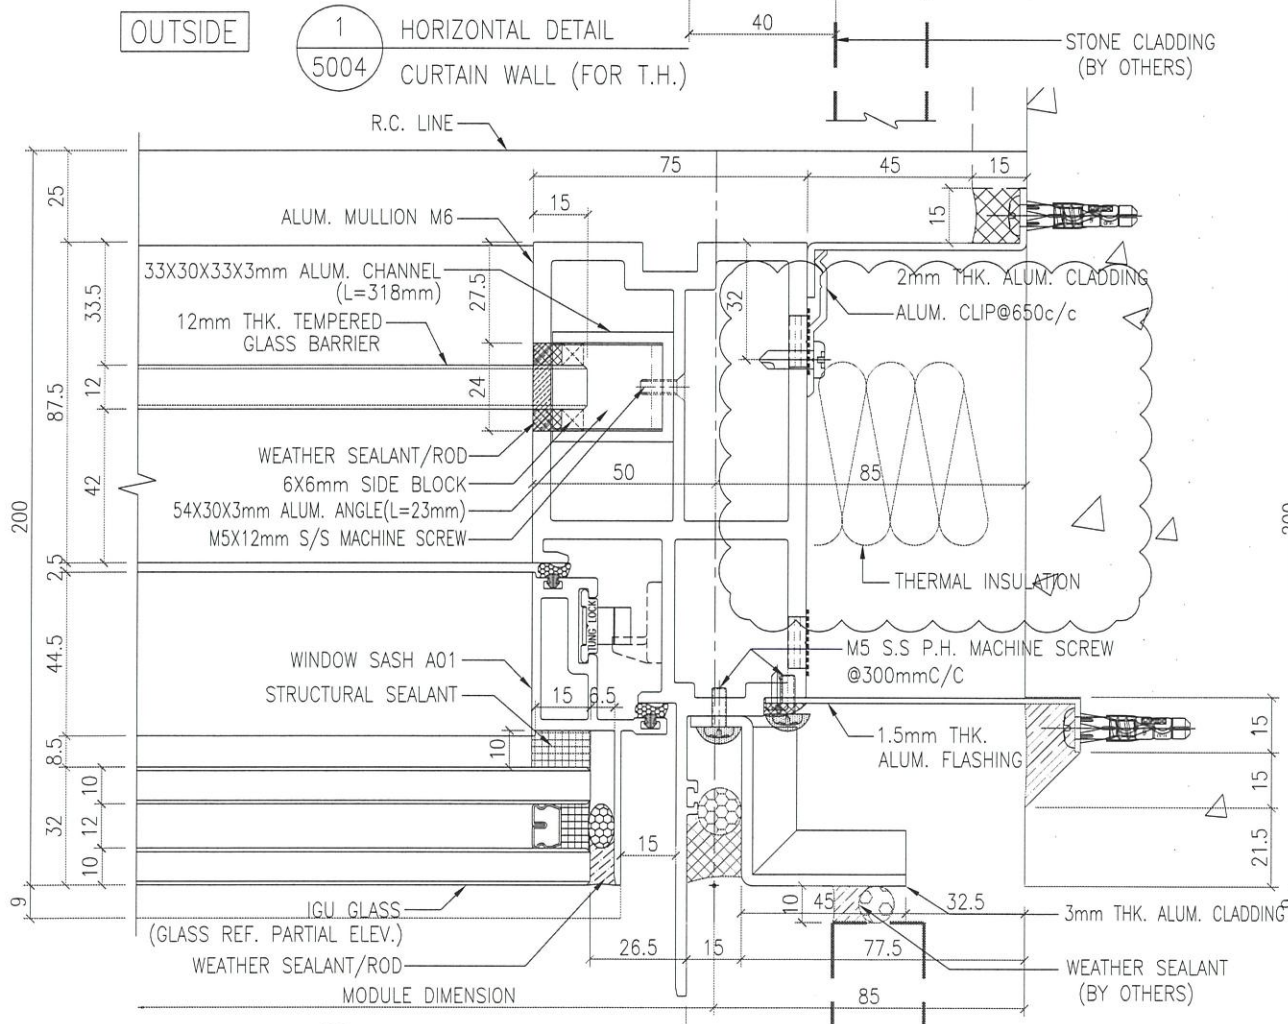 OUTSIDE
1
5004
HORIZONTAL DETAIL
CURTAIN WALL (FOR T.H.)
40
STONE CLADDING
(BY OTHERS)
R.C. LINE
75
45
15
25
15
15
ALUM. MULLION M6
33X30X33X3mm ALUM. CHANNEL
(L=318mm)
27.5
32
2mm THK. ALUM. CLADDING
ALUM. CLIP@650c/c
33.5
12mm THK. TEMPERED
GLASS BARRIER
12
24
87.5
WEATHER SEALANT/ROD
6X6mm SIDE BLOCK
54X30X3mm ALUM. ANGLE(L=23mm)
M5X12mm S/S MACHINE SCREW
50
85
42
200
2.5
THERMAL INSULATION
TUNG LOCK
44.5
WINDOW SASH A01
STRUCTURAL SEALANT
15
6.5
M5 S.S P.H. MACHINE SCREW
@300mmC/C
8.5
10
1.5mm THK.
ALUM. FLASHING
15
15
21.5
32
10
12
10
15
9
IGU GLASS
(GLASS REF. PARTIAL ELEV.)
WEATHER SEALANT/ROD
10
45
32.5
3mm THK. ALUM. CLADDING
26.5
15
77.5
WEATHER SEALANT
(BY OTHERS)
MODULE DIMENSION
85